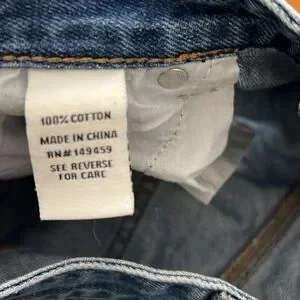 100% COTTON
MADE IN CHINA
RN#149459
SEE REVERSE
FOR CARE